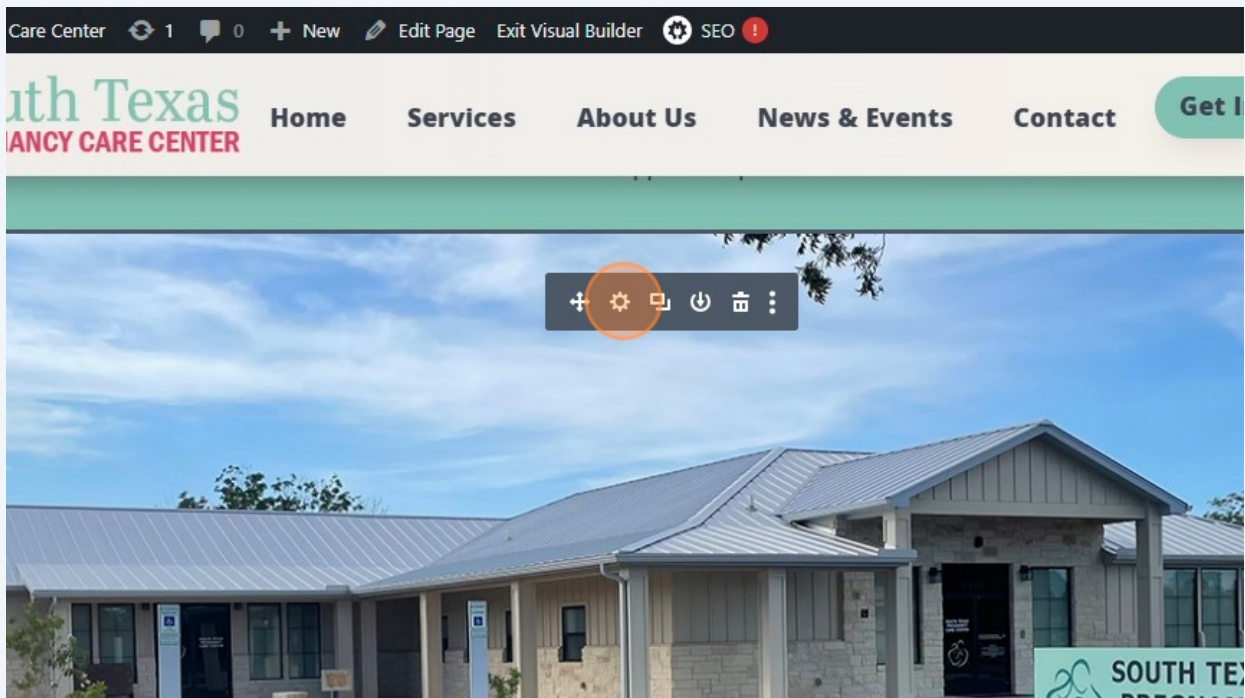 Care Center 1 0 + New Edit Page Exit Visual Builder SEO !
uth Texas
NANCY CARE CENTER
Home Services About Us News & Events Contact Get I
SOUTH TEX